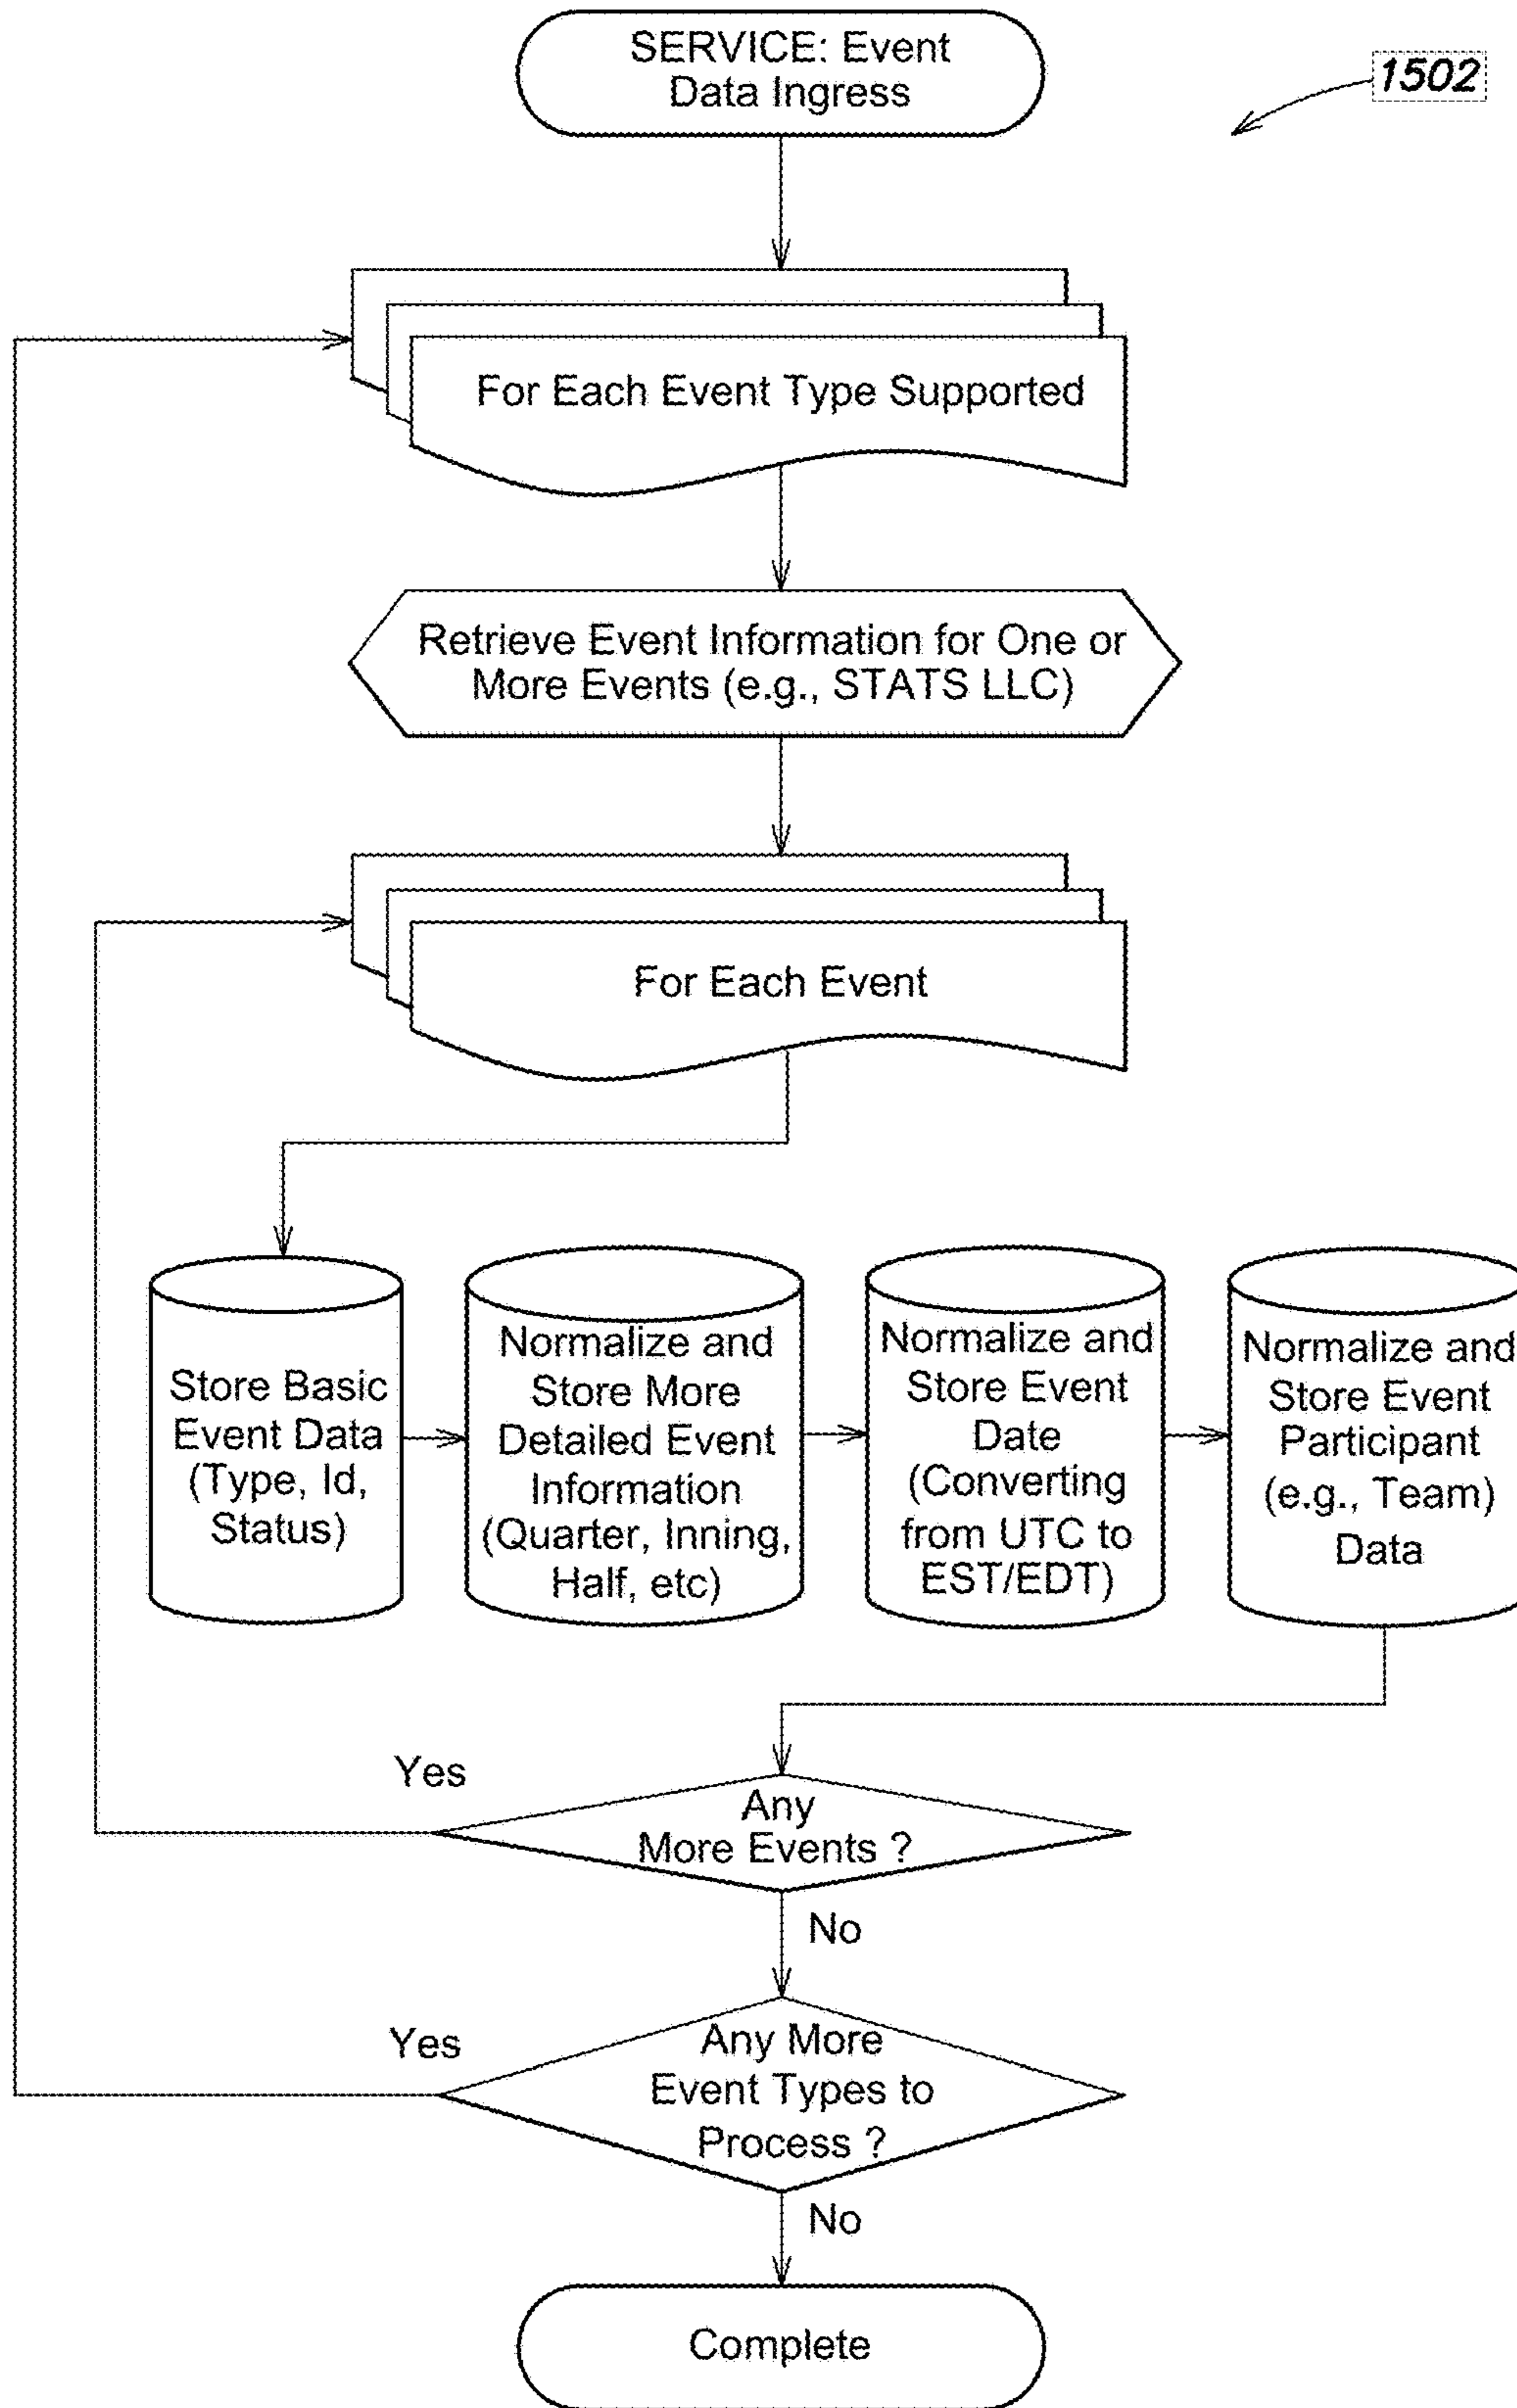 SERVICE: Event
Data Ingress
1502
For Each Event Type Supported
Retrieve Event Information for One or
More Events (e.g., STATS LLC)
For Each Event
Store Basic
Event Data
(Type, Id,
Status)
Normalize and
Store More
Detailed Event
Information
(Quarter, Inning,
Half, etc)
Normalize and
Store Event
Date
(Converting
from UTC to
EST/EDT)
Normalize and
Store Event
Participant
(e.g., Team)
Data
Yes
Any
More Events ?
No
Yes
Any More
Event Types to
Process ?
No
Complete